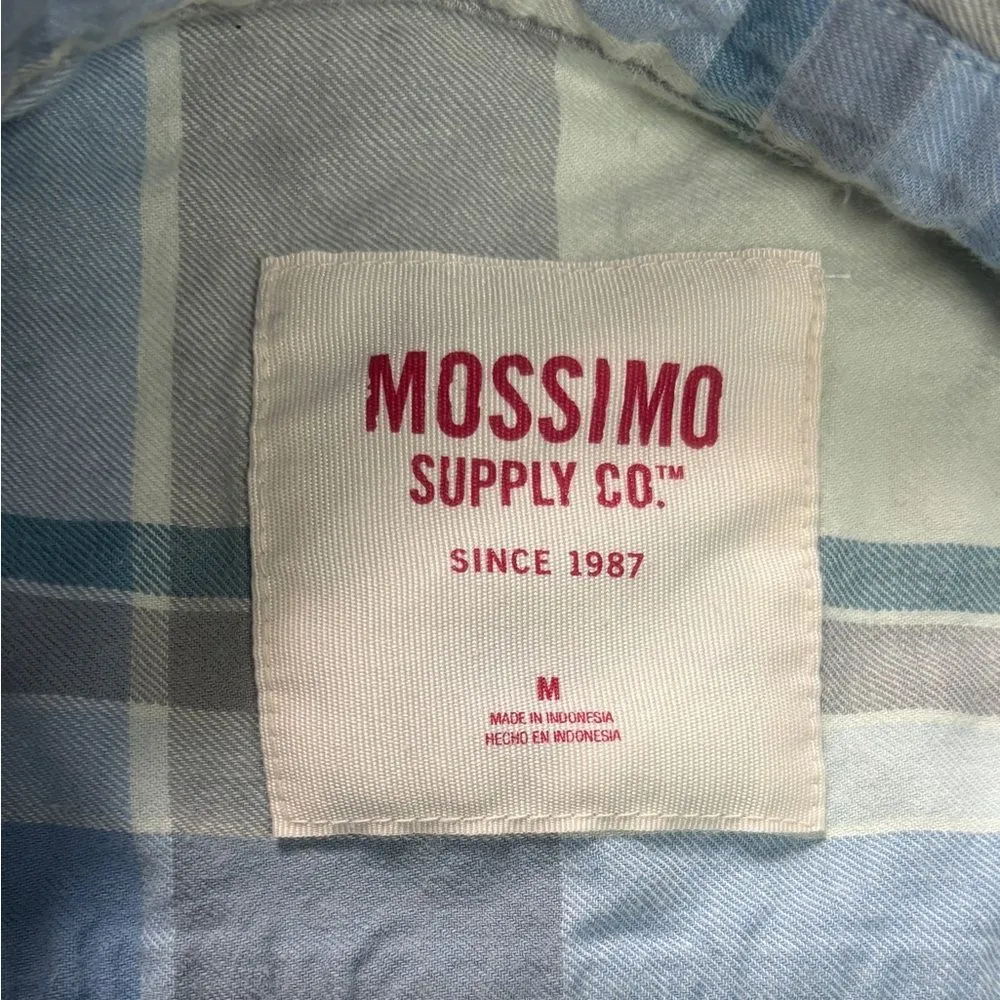 MOSSIMO
SUPPLY CO.™
SINCE 1987
M
MADE IN INDONESIA
HECHO EN INDONESIA